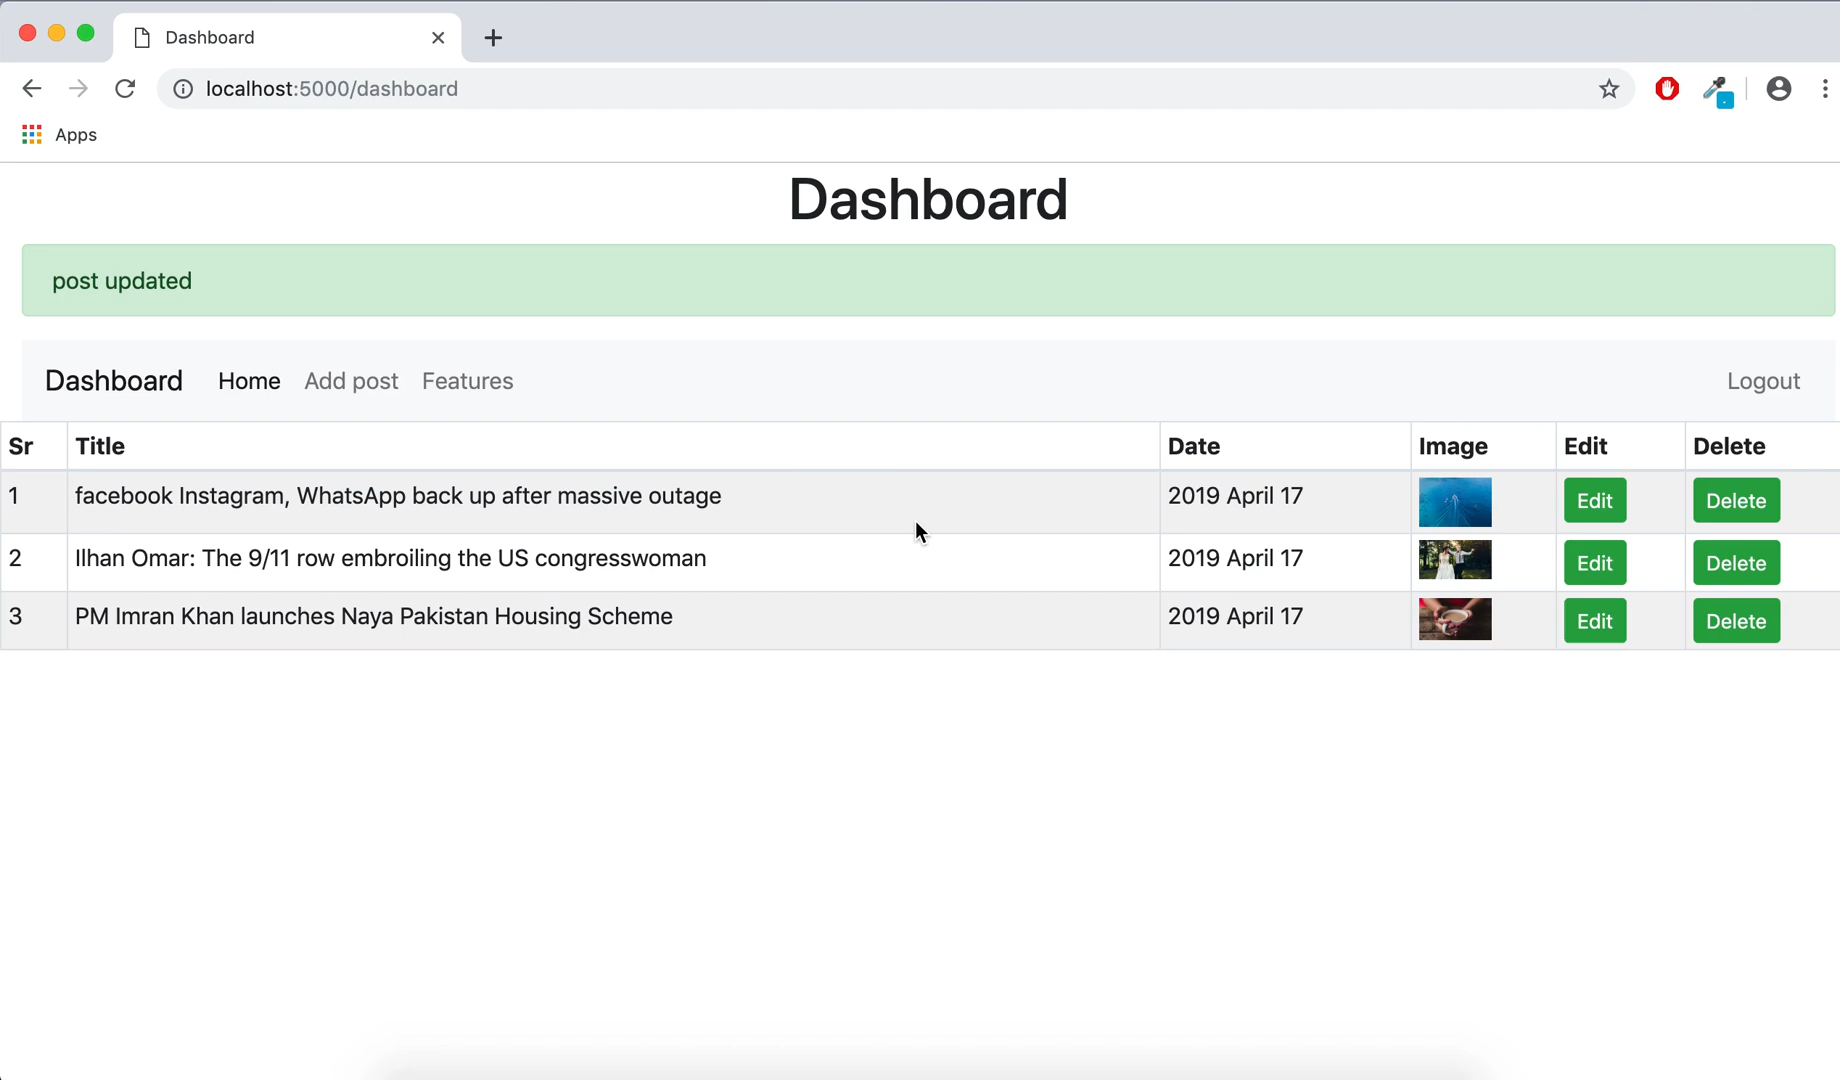 Dashboard
localhost:5000/dashboard
Apps
Dashboard
post updated
Dashboard Home Add post Features Logout
Sr Title Date Image Edit Delete
1 facebook Instagram, WhatsApp back up after massive outage 2019 April 17 Edit Delete
2 Ilhan Omar: The 9/11 row embroiling the US congresswoman 2019 April 17 Edit Delete
3 PM Imran Khan launches Naya Pakistan Housing Scheme 2019 April 17 Edit Delete